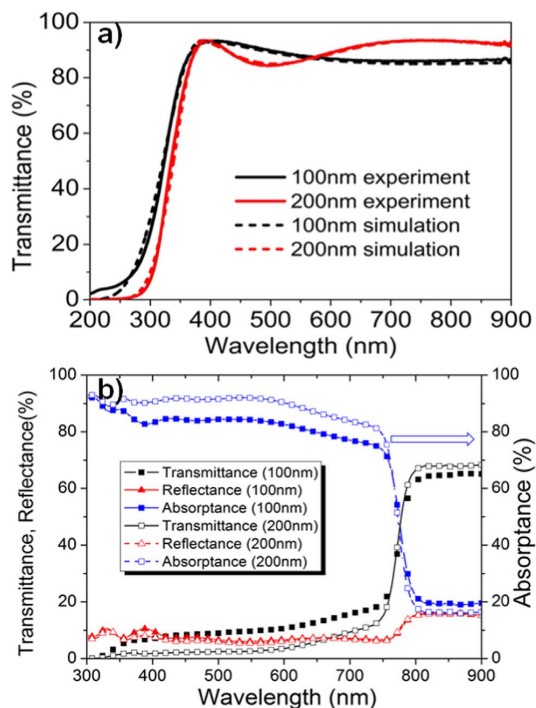 a)
Transmittance (%)
100
80
60
40
20
0
100nm experiment
200nm experiment
100nm simulation
200nm simulation
200 300 400 500 600 700 800 900
Wavelength (nm)
b)
Transmittance, Reflectance(%)
100
80
60
40
20
0
Transmittance (100nm)
Reflectance (100nm)
Absorptance (100nm)
Transmittance (200nm)
Reflectance (200nm)
Absorptance (200nm)
100
80
60
40
20
0
Absorptance (%)
300 400 500 600 700 800 900
Wavelength (nm)